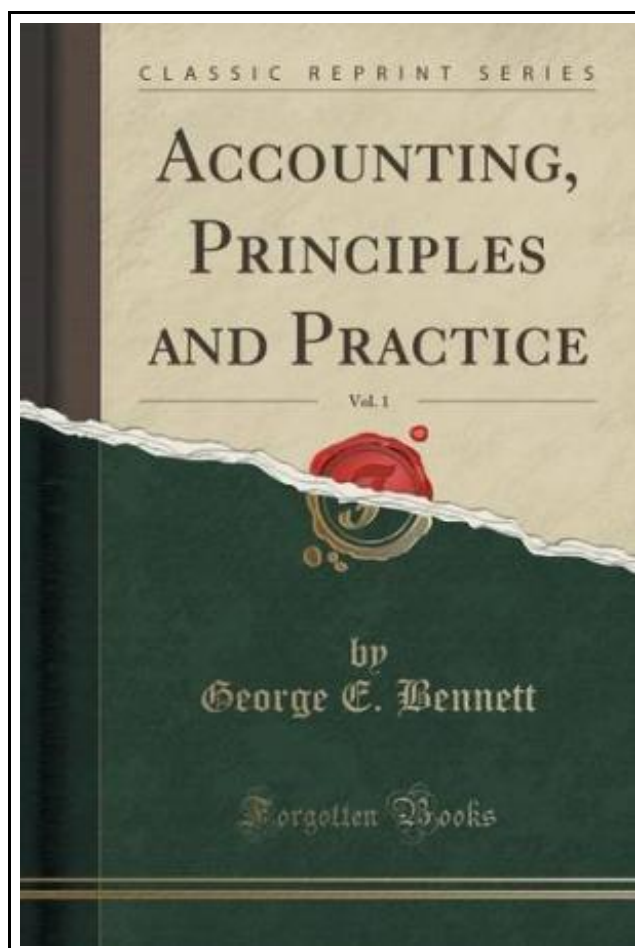 CLASSIC REPRINT SERIES
ACCOUNTING,
PRINCIPLES
AND PRACTICE
Vol. 1
by
George E. Bennett
Forgotten Books